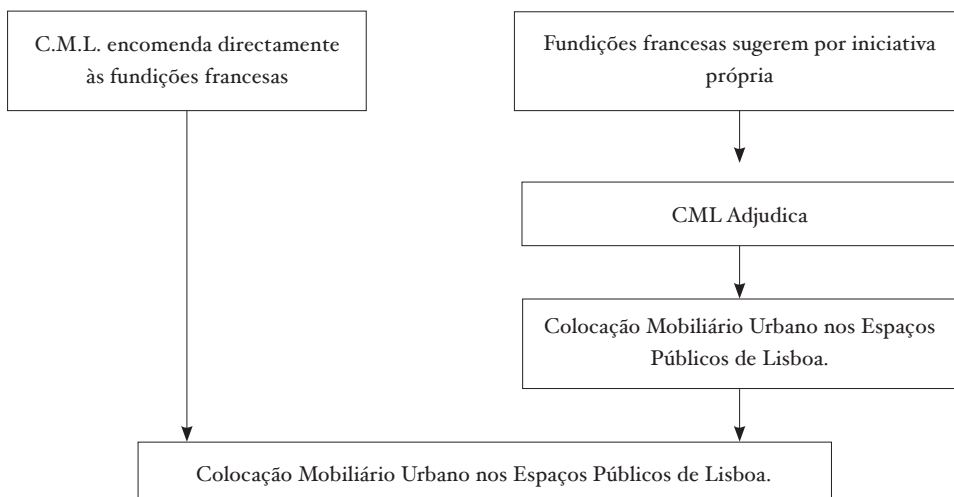 C.M.L. encomenda directamente
às fundições francesas
Fundições francesas sugerem por iniciativa
própria
CML Adjudica
Colocação Mobiliário Urbano nos Espaços
Públicos de Lisboa.
Colocação Mobiliário Urbano nos Espaços Públicos de Lisboa.